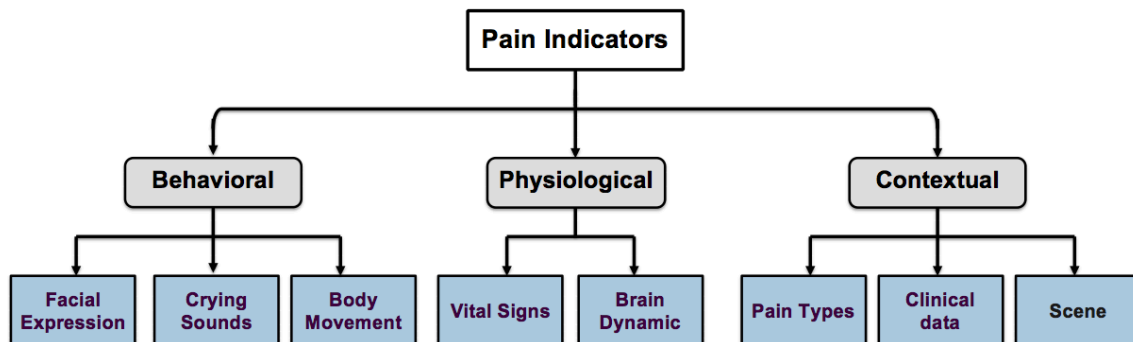 Pain Indicators
Behavioral
Physiological
Contextual
Facial
Expression
Crying
Sounds
Body
Movement
Vital Signs
Brain
Dynamic
Pain Types
Clinical
data
Scene